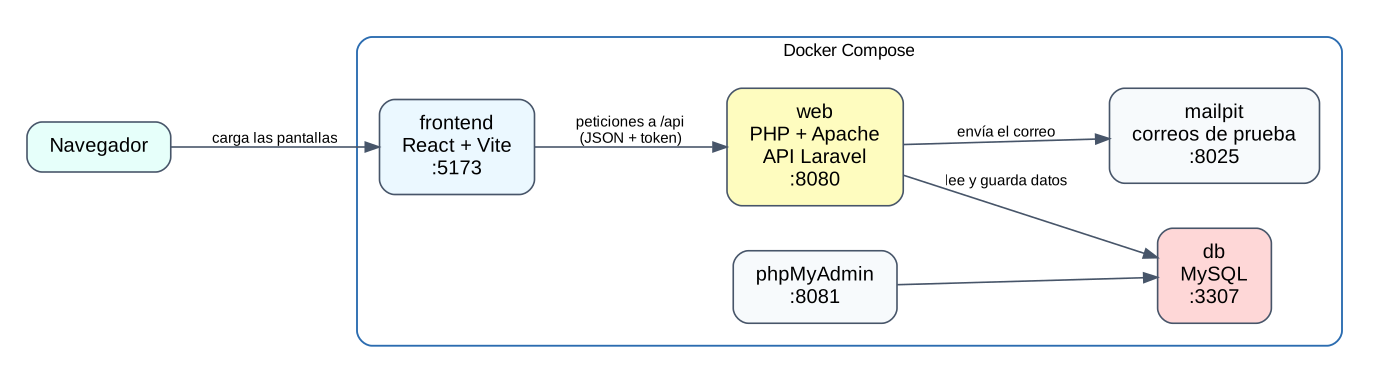 Docker Compose
Navegador
carga las pantallas
frontend
React + Vite
:5173
peticiones a /api
(JSON + token)
web
PHP + Apache
API Laravel
:8080
envía el correo
mailpit
correos de prueba
:8025
lee y guarda datos
db
MySQL
:3307
phpMyAdmin
:8081